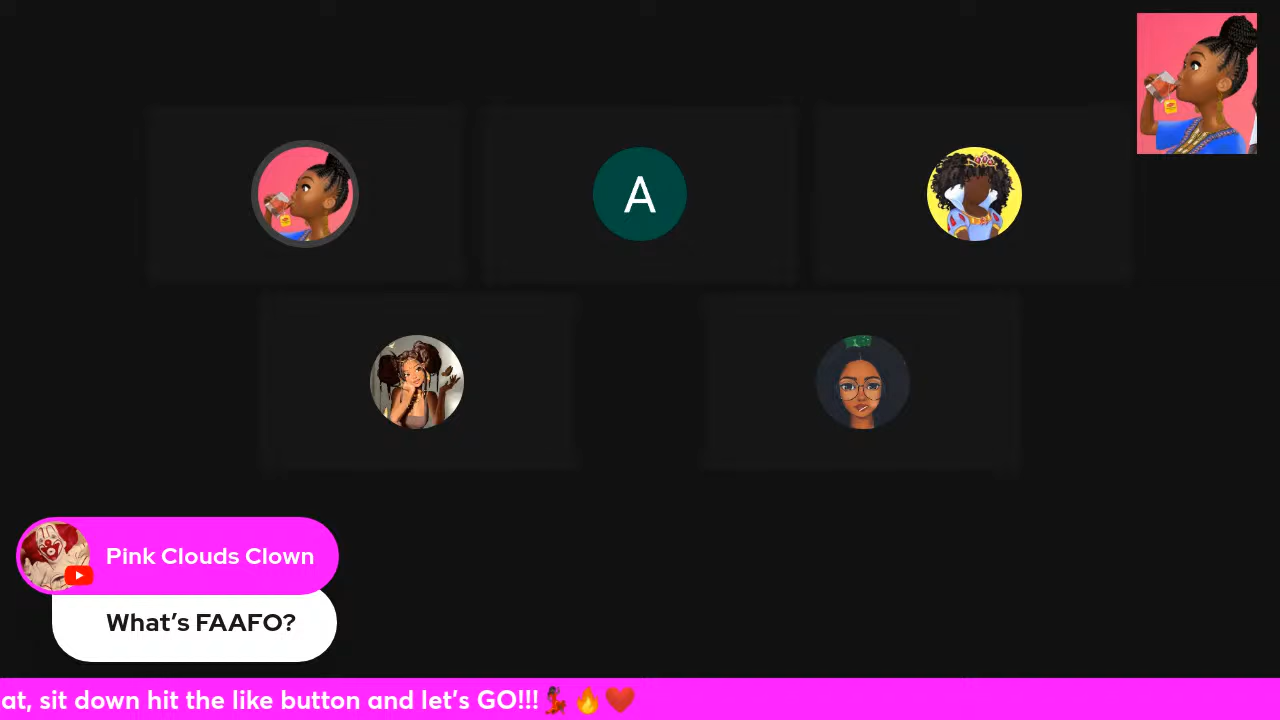 A
Pink Clouds Clown
What's FAAFO?
at, sit down hit the like button and let's GO!!!💃🏿🔥❤️